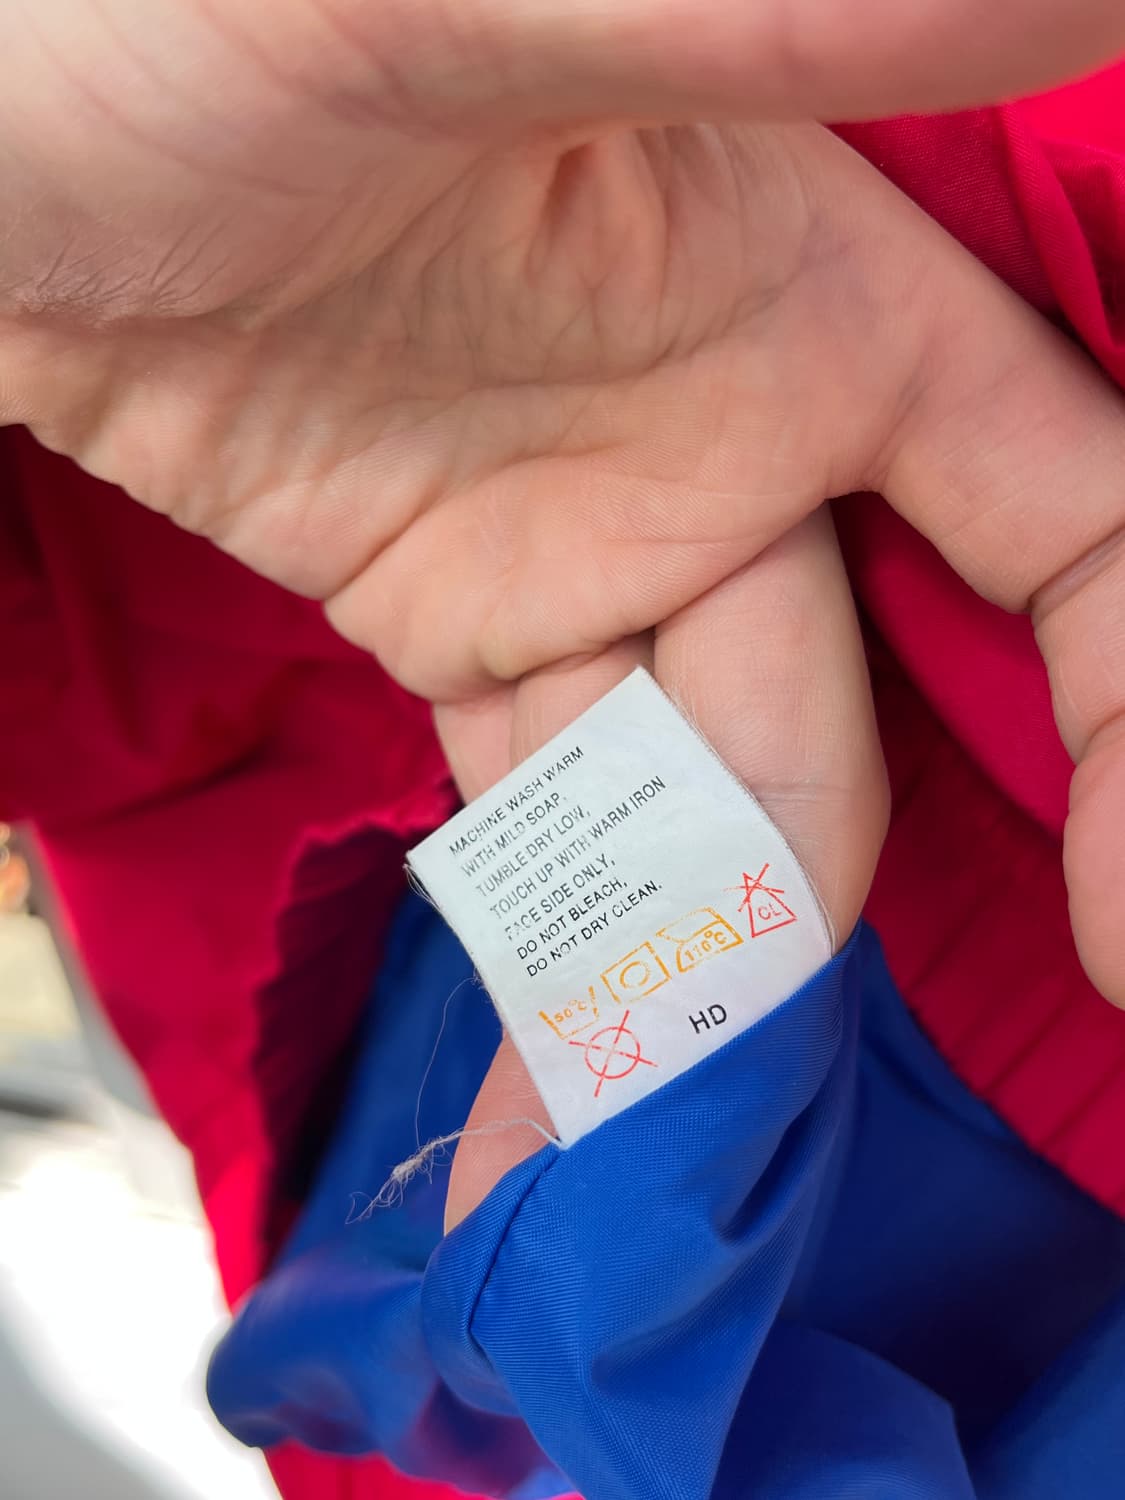 MACHINE WASH WARM
WITH MILD SOAP,
TUMBLE DRY LOW,
TOUCH UP WITH WARM IRON
FACE SIDE ONLY,
DO NOT BLEACH,
DO NOT DRY CLEAN.
50°C 110°C CL
HD